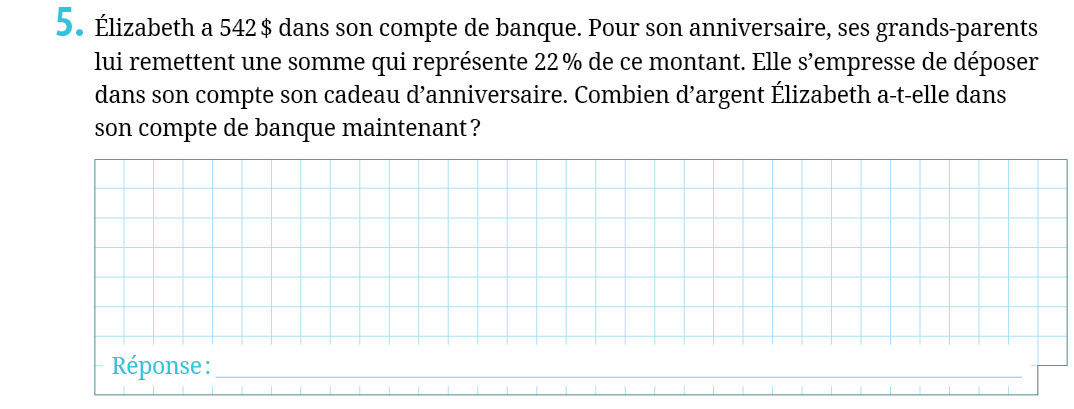 5. Élizabeth a 542 $ dans son compte de banque. Pour son anniversaire, ses grands-parents
lui remettent une somme qui représente 22 % de ce montant. Elle s’empresse de déposer
dans son compte son cadeau d’anniversaire. Combien d’argent Élizabeth a-t-elle dans
son compte de banque maintenant ?
Réponse :